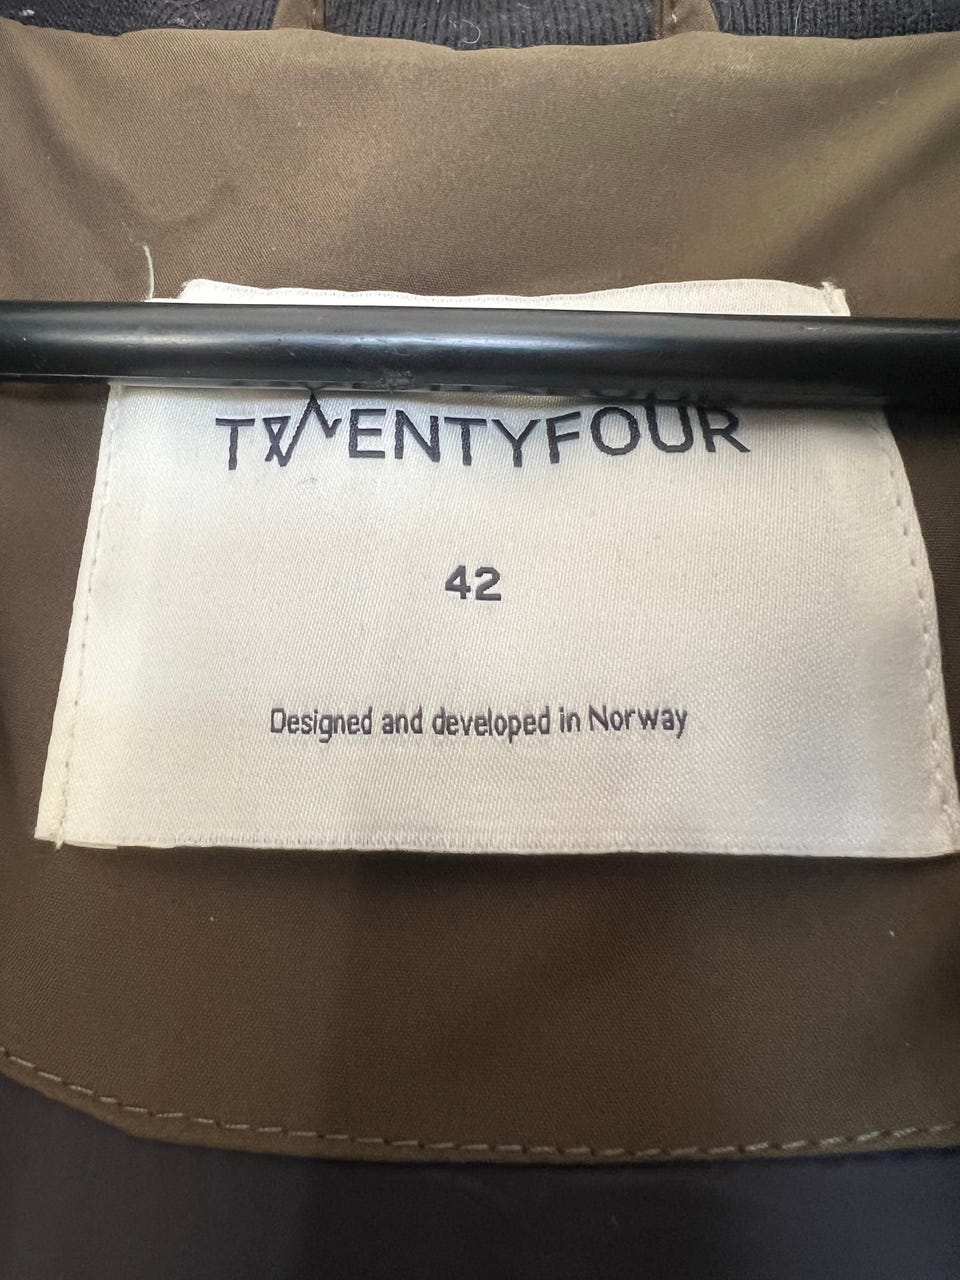 TWENTYFOUR
42
Designed and developed in Norway